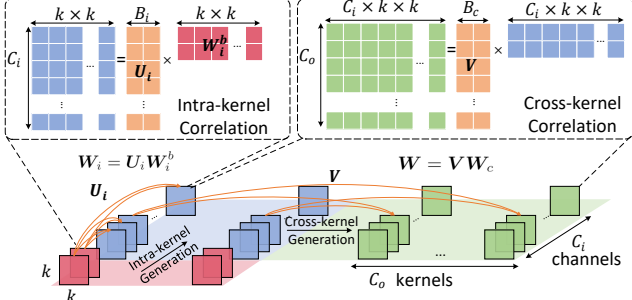 k × k
B_i
k × k
C_i
U_i
W_i^b
...
=
×
...
Intra-kernel
Correlation
C_i × k × k
B_c
C_i × k × k
C_o
V
...
=
×
...
Cross-kernel
Correlation
W_i = U_i W_i^b
W = V W_c
U_i
V
...
...
...
...
Intra-kernel
Generation
Cross-kernel
Generation
k
k
...
C_o kernels
C_i
channels